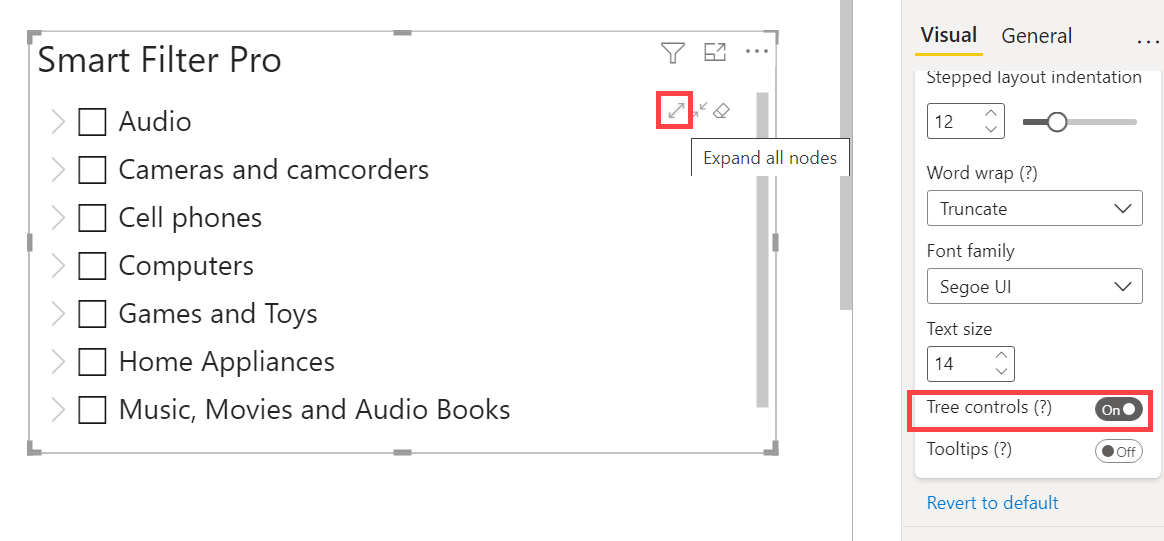 Smart Filter Pro
Audio
Cameras and camcorders
Cell phones
Computers
Games and Toys
Home Appliances
Music, Movies and Audio Books
Expand all nodes
Visual General
Stepped layout indentation
12
Word wrap (?)
Truncate
Font family
Segoe UI
Text size
14
Tree controls (?) On
Tooltips (?) Off
Revert to default